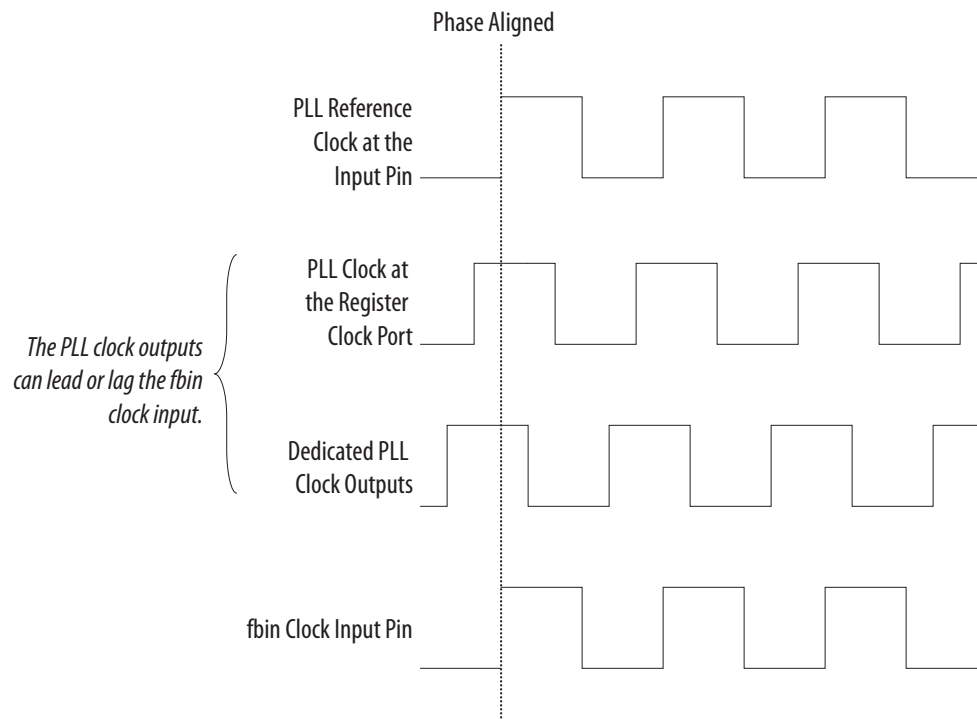 Phase Aligned
PLL Reference
Clock at the
Input Pin
PLL Clock at
the Register
Clock Port
The PLL clock outputs
can lead or lag the fbin
clock input.
Dedicated PLL
Clock Outputs
fbin Clock Input Pin